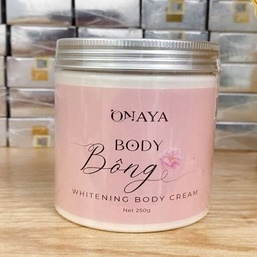 ONAYA
BODY
Bông
WHITENING BODY CREAM
Net 250g